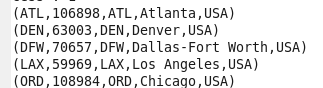 (ATL,106898,ATL,Atlanta,USA)
(DEN,63003,DEN,Denver,USA)
(DFW,70657,DFW,Dallas-Fort Worth,USA)
(LAX,59969,LAX,Los Angeles,USA)
(ORD,108984,ORD,Chicago,USA)